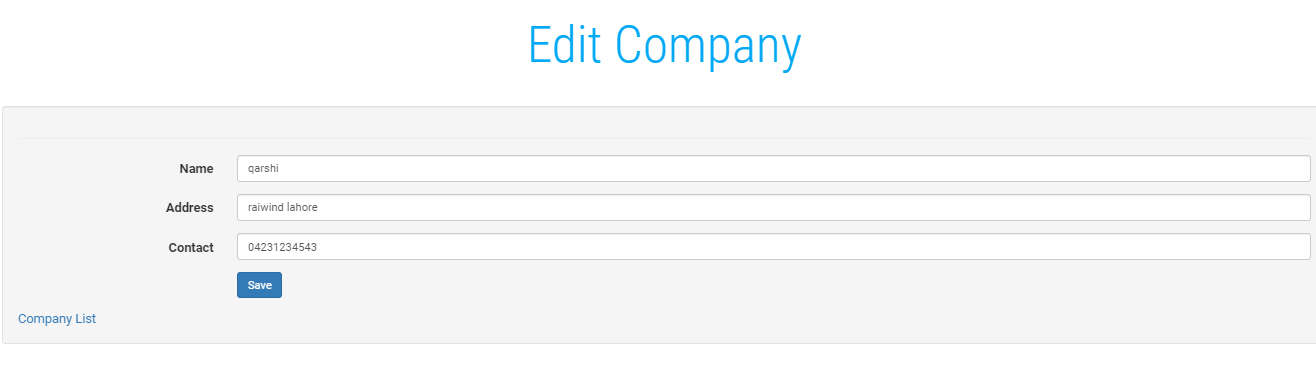 Edit Company
Name qarshi
Address raiwind lahore
Contact 04231234543
Save
Company List